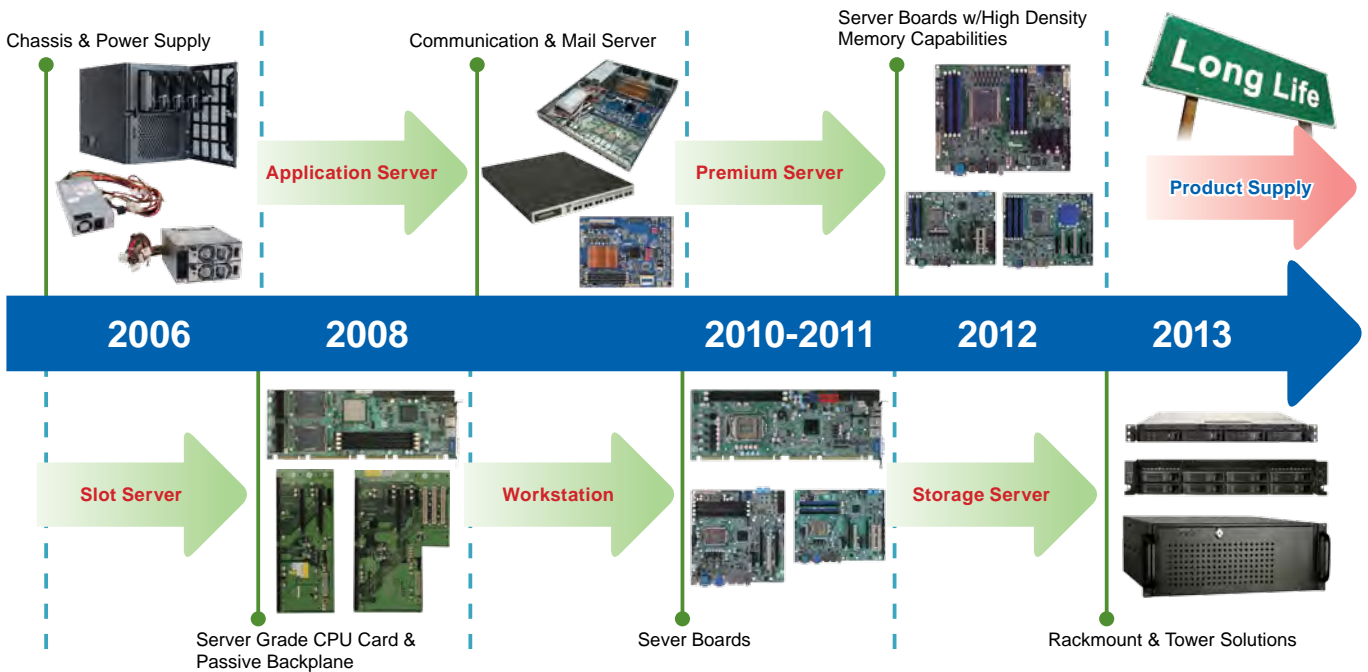 Chassis & Power Supply
Communication & Mail Server
Server Boards w/High Density
Memory Capabilities
Long Life
Application Server
Premium Server
Product Supply
2006
2008
2010-2011
2012
2013
Slot Server
Workstation
Storage Server
Server Grade CPU Card &
Passive Backplane
Sever Boards
Rackmount & Tower Solutions